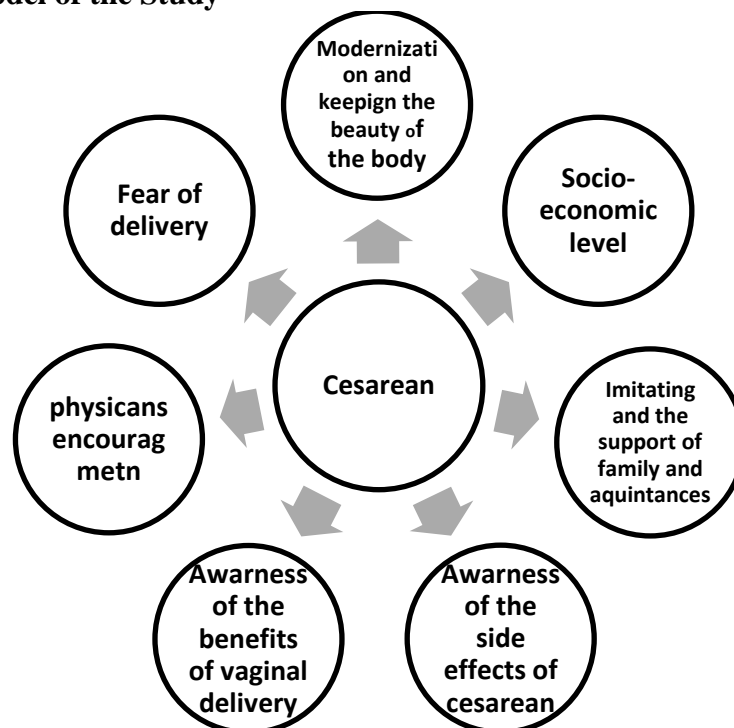 Model of the Study
Modernizati
on and
keepign the
beauty of
the body
Socio-
economic
level
Imitating
and the
support of
family and
aquintances
Awarness
of the
side
effects of
cesarean
Awarness
of the
benefits
of vaginal
delivery
physicans
encourag
metn
Fear of
delivery
Cesarean